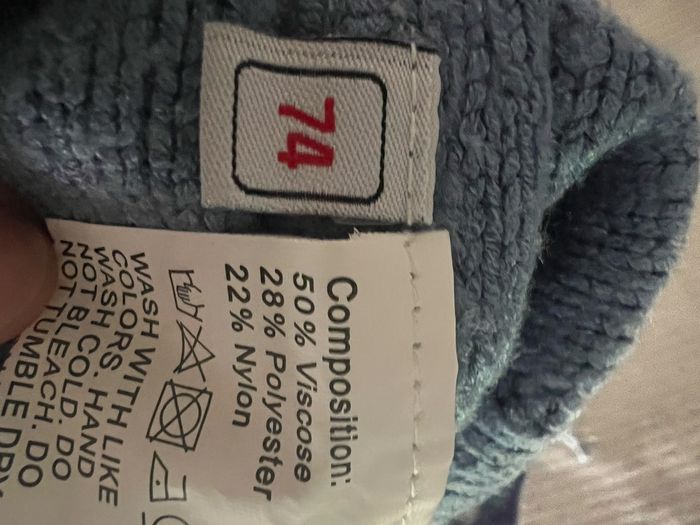 74
Composition:
50% Viscose
28% Polyester
22% Nylon
WASH WITH LIKE
COLORS, HAND
WASH COLD. DO
NOT BLEACH. DO
NOT TUMBLE DRY